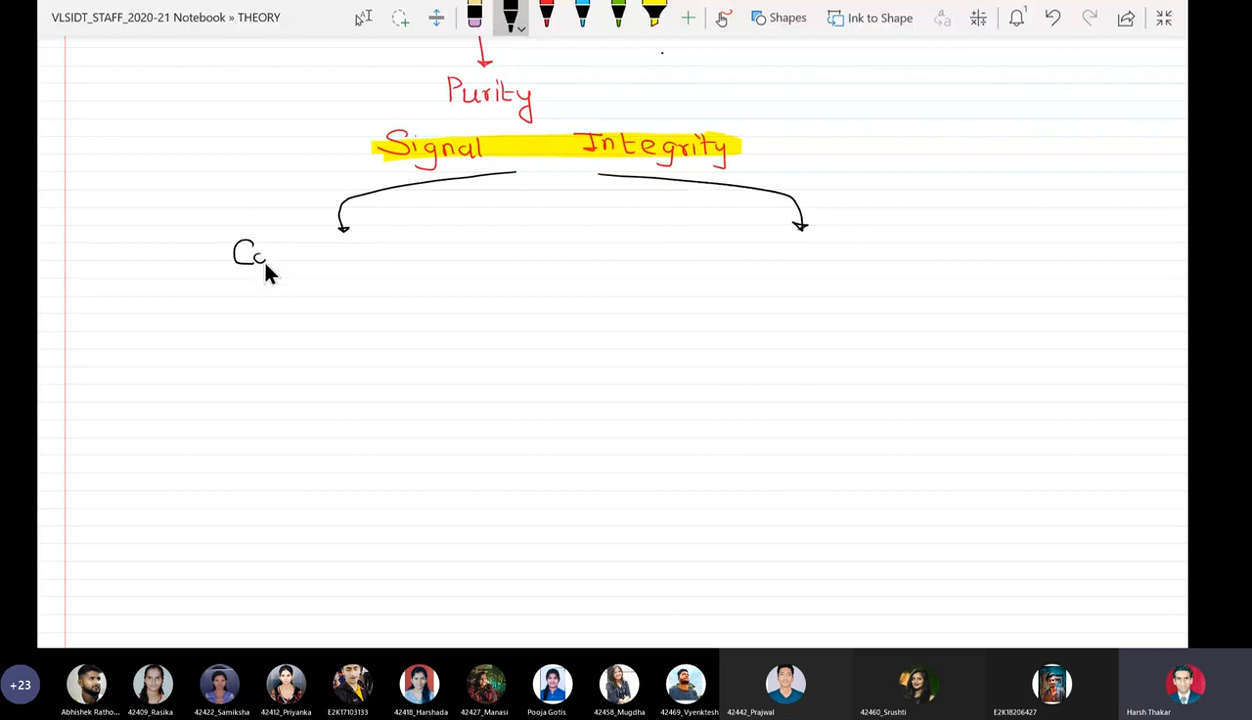 VLSIDT_STAFF_2020-21 Notebook » THEORY
Shapes
Ink to Shape
Purity
Signal Integrity
Co
+23
Abhishek Ratho...
42409_Rasika
42422_Samiksha
42412_Priyanka
E2K17103133
42418_Harshada
42427_Manasi
Pooja Gotis
42458_Mugdha
42469_Vyenktesh
42442_Prajwal
42460_Srushti
E2K18206427
Harsh Thakar